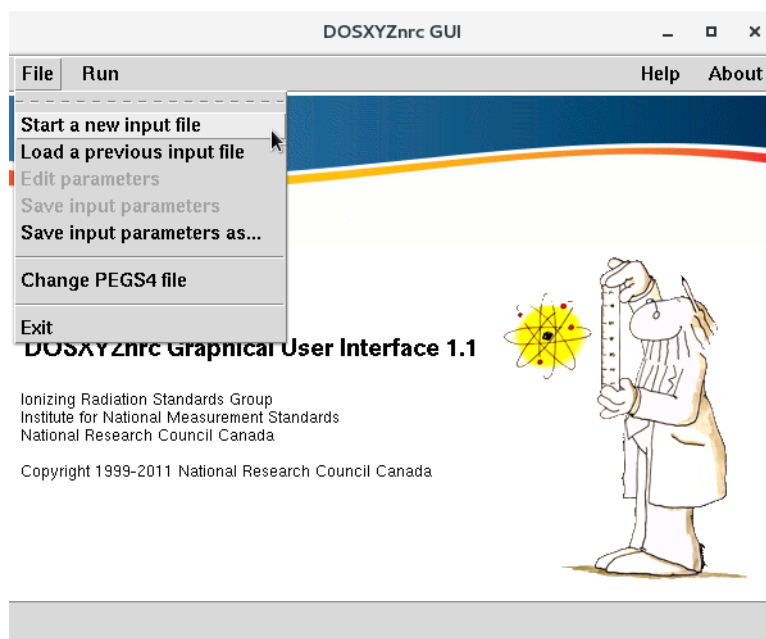 DOSXYZnrc GUI
File Run Help About
Start a new input file
Load a previous input file
Edit parameters
Save input parameters
Save input parameters as...
Change PEGS4 file
Exit
DOSXYZnrc Graphical User Interface 1.1
Ionizing Radiation Standards Group
Institute for National Measurement Standards
National Research Council Canada
Copyright 1999-2011 National Research Council Canada